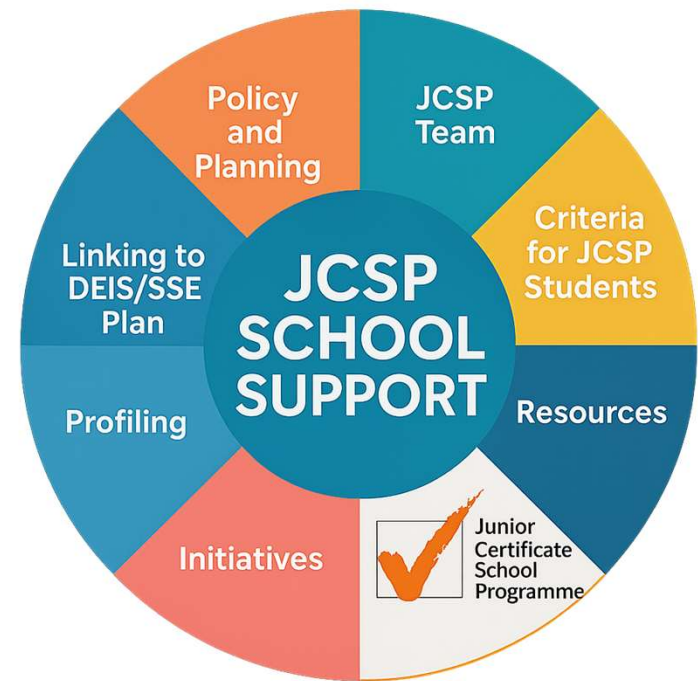 Policy
and
Planning
JCSP
Team
Criteria
for JCSP
Students
Linking to
DEIS/SSE
Plan
JCSP
SCHOOL
SUPPORT
Profiling
Resources
Initiatives
Junior
Certificate
School
Programme